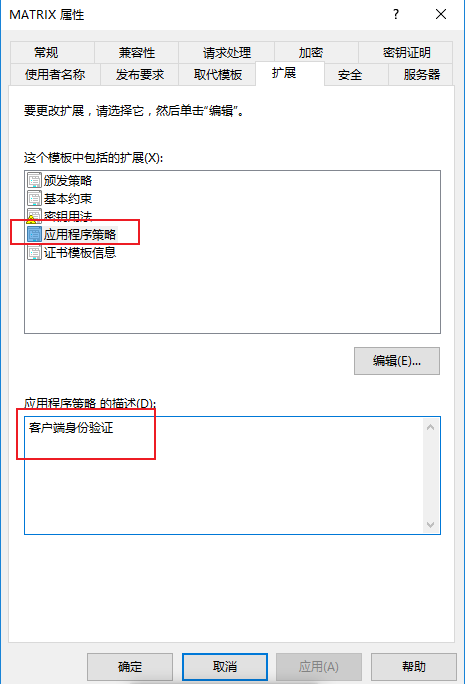 MATRIX 属性
?
常规 兼容性 请求处理 加密 密钥证明
使用者名称 发布要求 取代模板 扩展 安全 服务器
要更改扩展，请选择它，然后单击“编辑”。
这个模板中包括的扩展(X):
颁发策略
基本约束
密钥用法
应用程序策略
证书模板信息
编辑(E)...
应用程序策略 的描述(D):
客户端身份验证
确定 取消 应用(A) 帮助